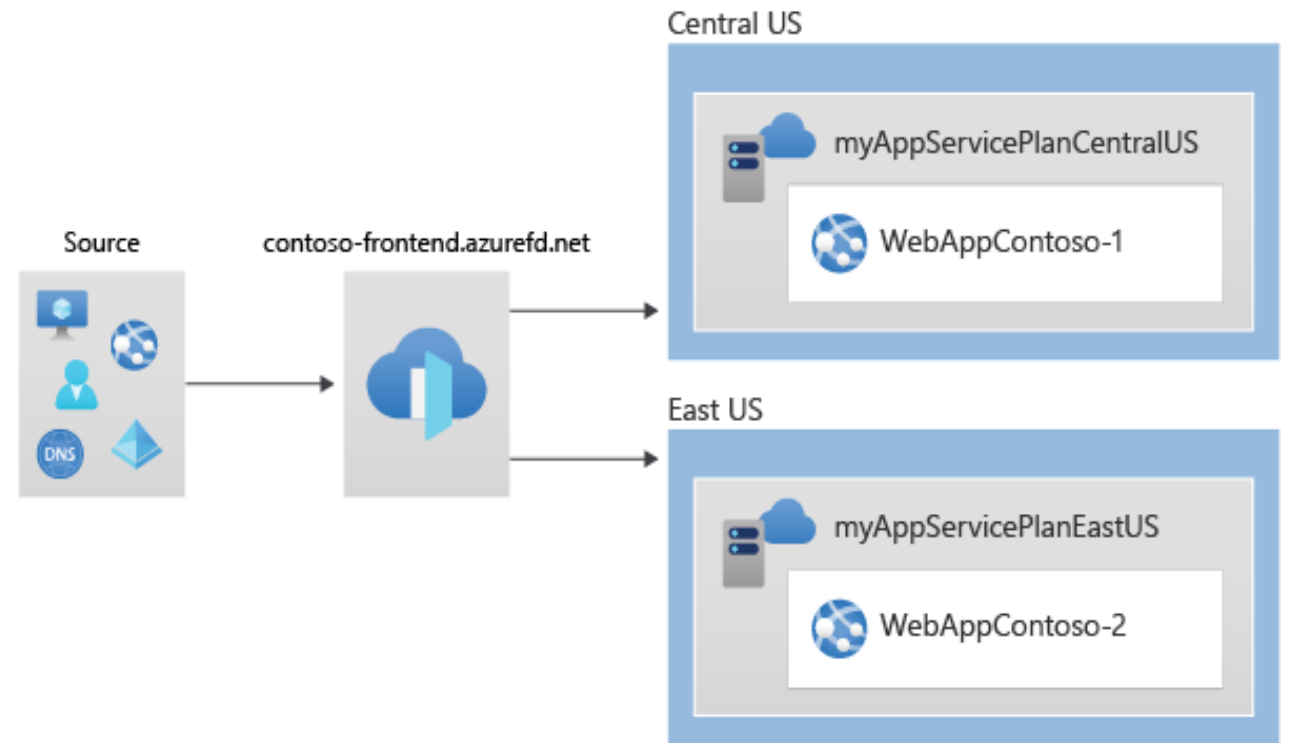 Central US
myAppServicePlanCentralUS
WebAppContoso-1
Source
contoso-frontend.azurefd.net
DNS
East US
myAppServicePlanEastUS
WebAppContoso-2